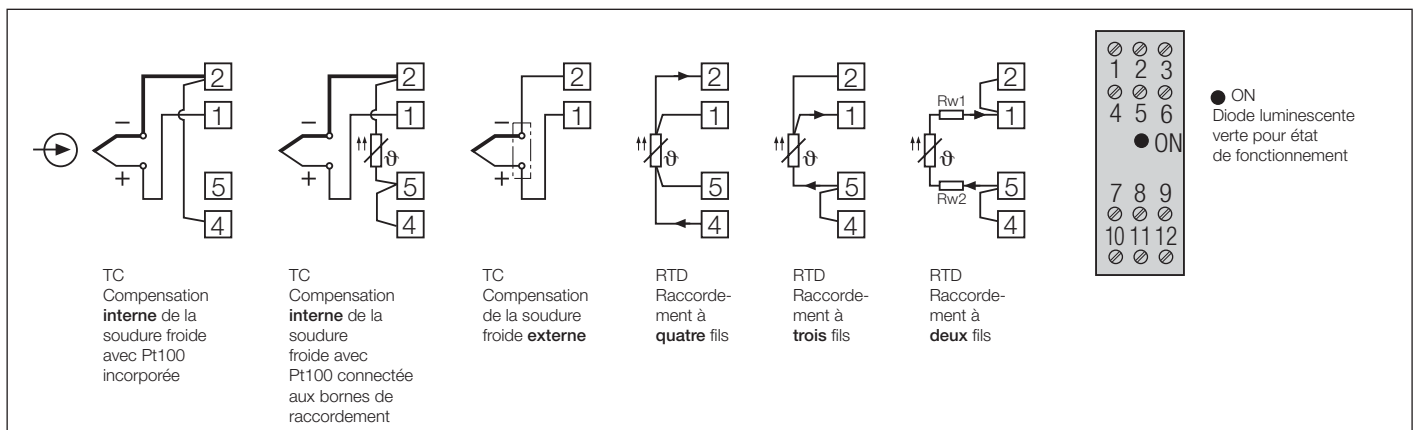 2
1
5
4
−
+
TC
Compensation
interne de la
soudure froide
avec Pt100
incorporée
2
1
5
4
−
+
ϑ
TC
Compensation
interne de la
soudure
froide avec
Pt100 connectée
aux bornes de
raccordement
2
1
−
+
TC
Compensation
de la soudure
froide externe
2
1
5
4
ϑ
RTD
Raccorde-
ment à
quatre fils
2
1
5
4
ϑ
RTD
Raccorde-
ment à
trois fils
2
1
5
4
Rw1
ϑ
Rw2
RTD
Raccorde-
ment à
deux fils
1 2 3
4 5 6
ON
7 8 9
10 11 12
ON
Diode luminescente
verte pour état
de fonctionnement